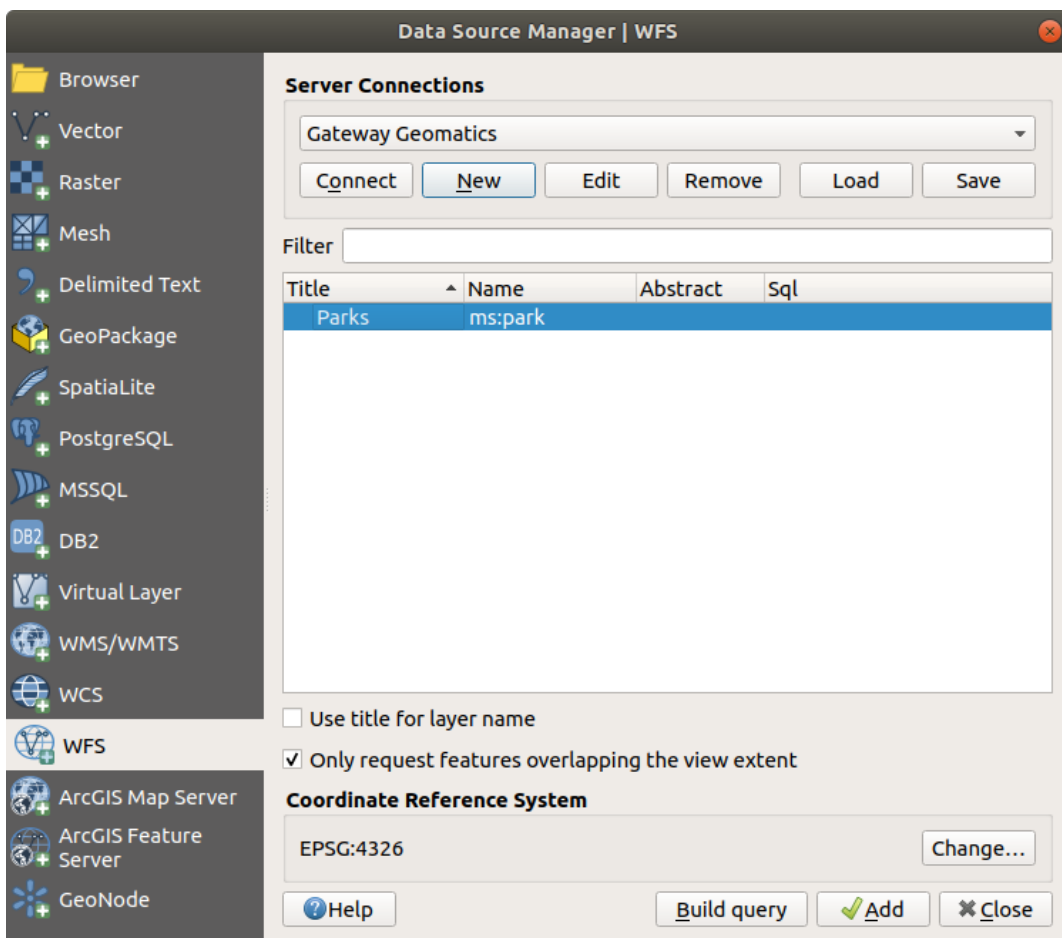 Data Source Manager | WFS
Browser
Vector
Raster
Mesh
Delimited Text
GeoPackage
SpatiaLite
PostgreSQL
MSSQL
DB2
DB2
Virtual Layer
WMS/WMTS
WCS
WFS
ArcGIS Map Server
ArcGIS Feature
Server
GeoNode
Server Connections
Gateway Geomatics
Connect New Edit Remove Load Save
Filter
Title Name Abstract Sql
Parks ms:park
Use title for layer name
Only request features overlapping the view extent
Coordinate Reference System
EPSG:4326 Change...
Help Build query Add Close